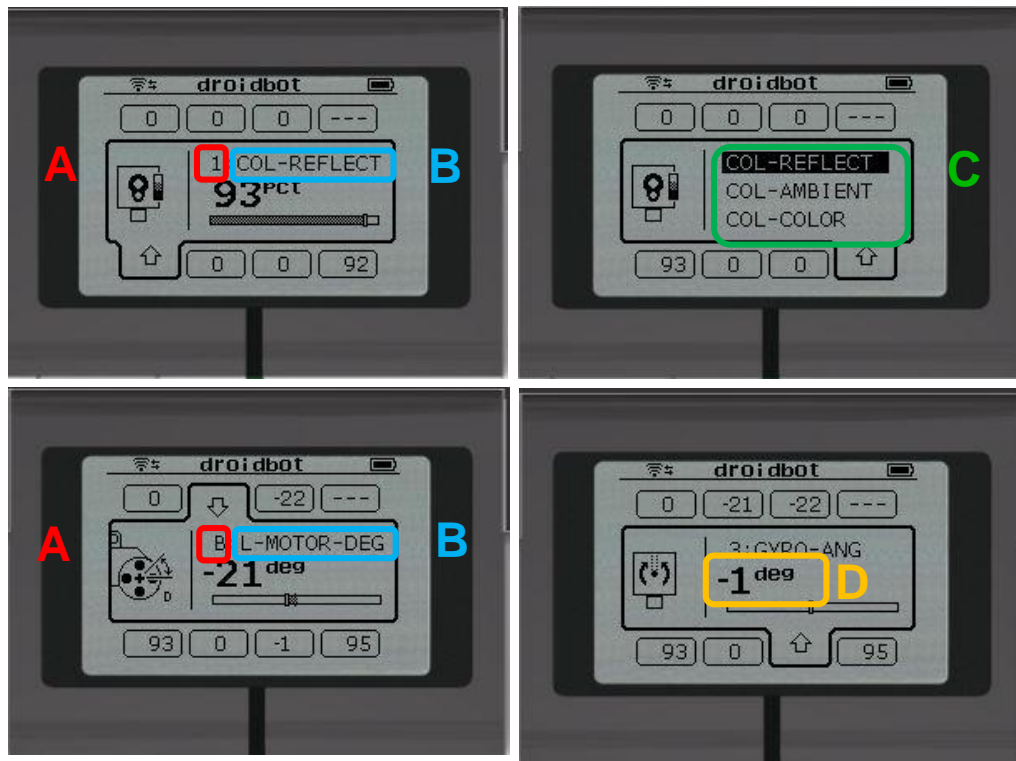 droidbot
0 0 0 ---
A
1 COL-REFLECT
B
93 PCT
0 0 92
droidbot
0 0 0 ---
COL-REFLECT
C
COL-AMBIENT
COL-COLOR
93 0 0
droidbot
0 -22 ---
A
B L-MOTOR-DEG
B
-21 deg
D
93 0 -1 95
droidbot
0 -21 -22 ---
3:GYRO-ANG
-1 deg
D
93 0 95